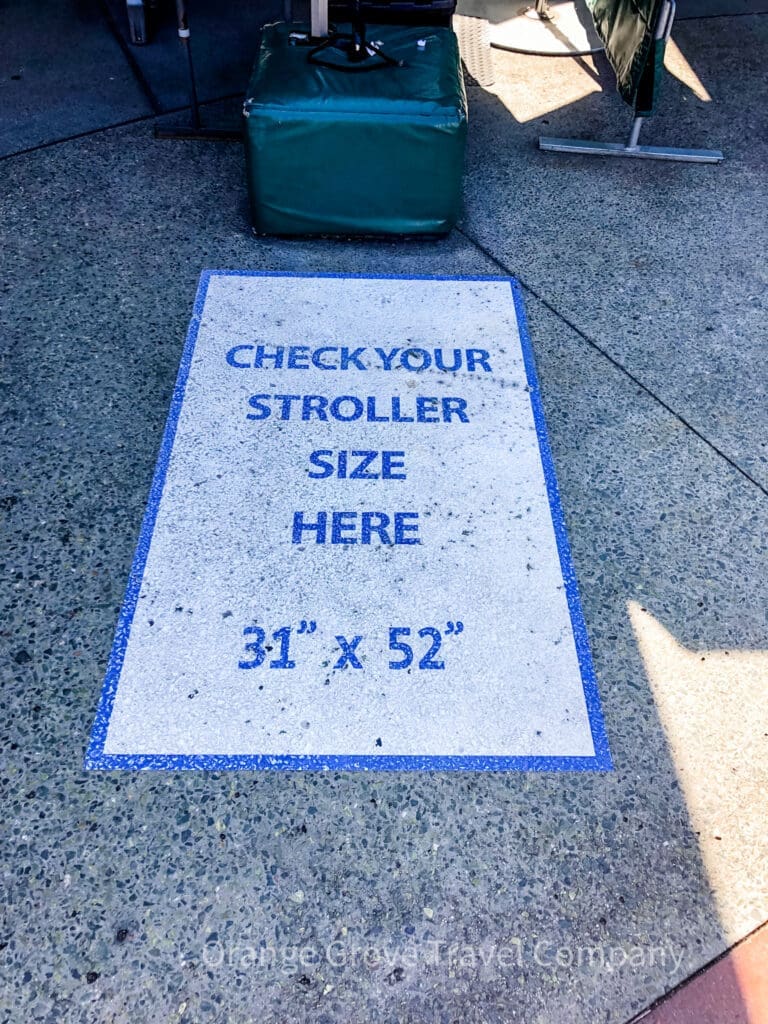 CHECK YOUR
STROLLER
SIZE
HERE
31” x 52”
Orange Grove Travel Company